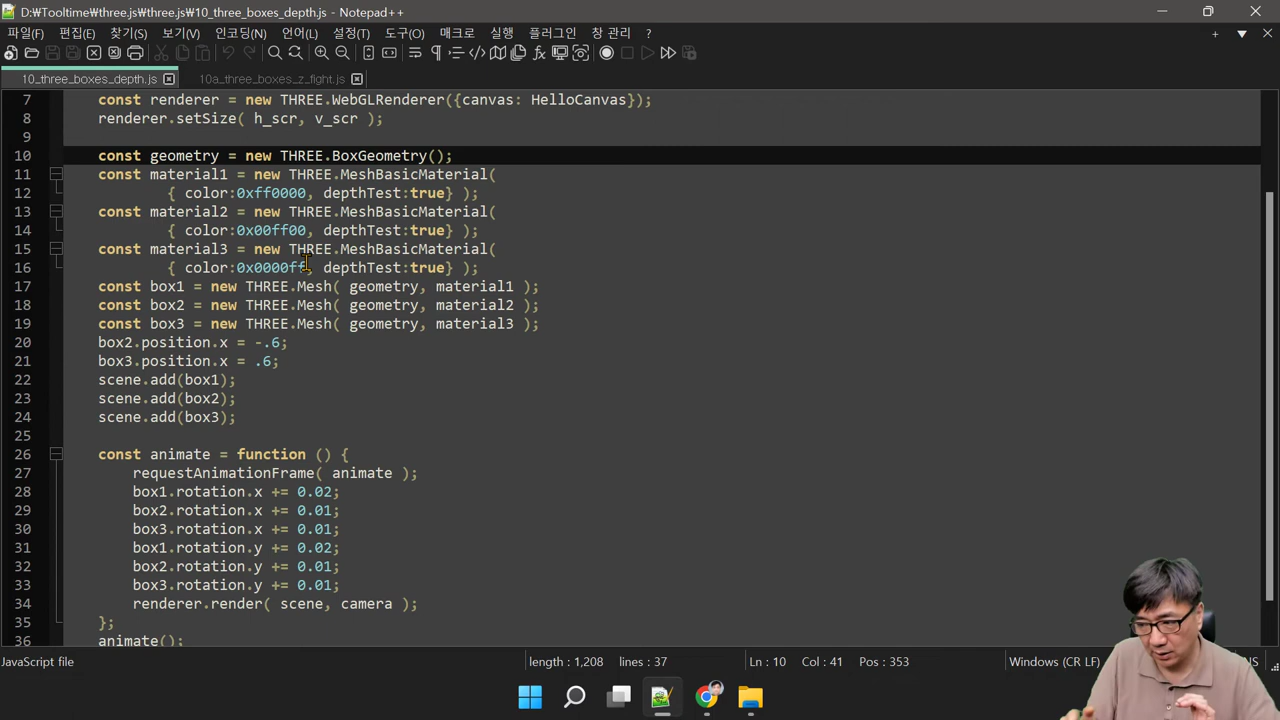 D:₩Tooltime₩three.js₩three.js₩10_three_boxes_depth.js - Notepad++
파일(F) 편집(E) 찾기(S) 보기(V) 인코딩(N) 언어(L) 설정(T) 도구(O) 매크로 실행 플러그인 창 관리 ?
10_three_boxes_depth.js 10a_three_boxes_z_fight.js
7 const renderer = new THREE.WebGLRenderer({canvas: HelloCanvas});
8 renderer.setSize( h_scr, v_scr );
9
10 const geometry = new THREE.BoxGeometry();
11 const material1 = new THREE.MeshBasicMaterial(
12 { color:0xff0000, depthTest:true} );
13 const material2 = new THREE.MeshBasicMaterial(
14 { color:0x00ff00, depthTest:true} );
15 const material3 = new THREE.MeshBasicMaterial(
16 { color:0x0000ff, depthTest:true} );
17 const box1 = new THREE.Mesh( geometry, material1 );
18 const box2 = new THREE.Mesh( geometry, material2 );
19 const box3 = new THREE.Mesh( geometry, material3 );
20 box2.position.x = -.6;
21 box3.position.x = .6;
22 scene.add(box1);
23 scene.add(box2);
24 scene.add(box3);
25
26 const animate = function () {
27 requestAnimationFrame( animate );
28 box1.rotation.x += 0.02;
29 box2.rotation.x += 0.01;
30 box3.rotation.x += 0.01;
31 box1.rotation.y += 0.02;
32 box2.rotation.y += 0.01;
33 box3.rotation.y += 0.01;
34 renderer.render( scene, camera );
35 };
36 animate();
JavaScript file length : 1,208 lines : 37 Ln : 10 Col : 41 Pos : 353 Windows (CR LF)